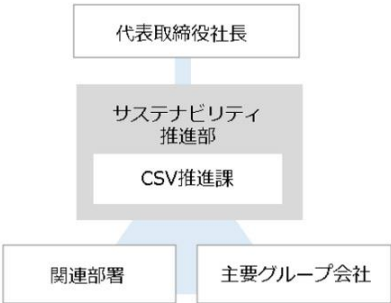 代表取締役社長
サステナビリティ
推進部
CSV推進課
関連部署
主要グループ会社